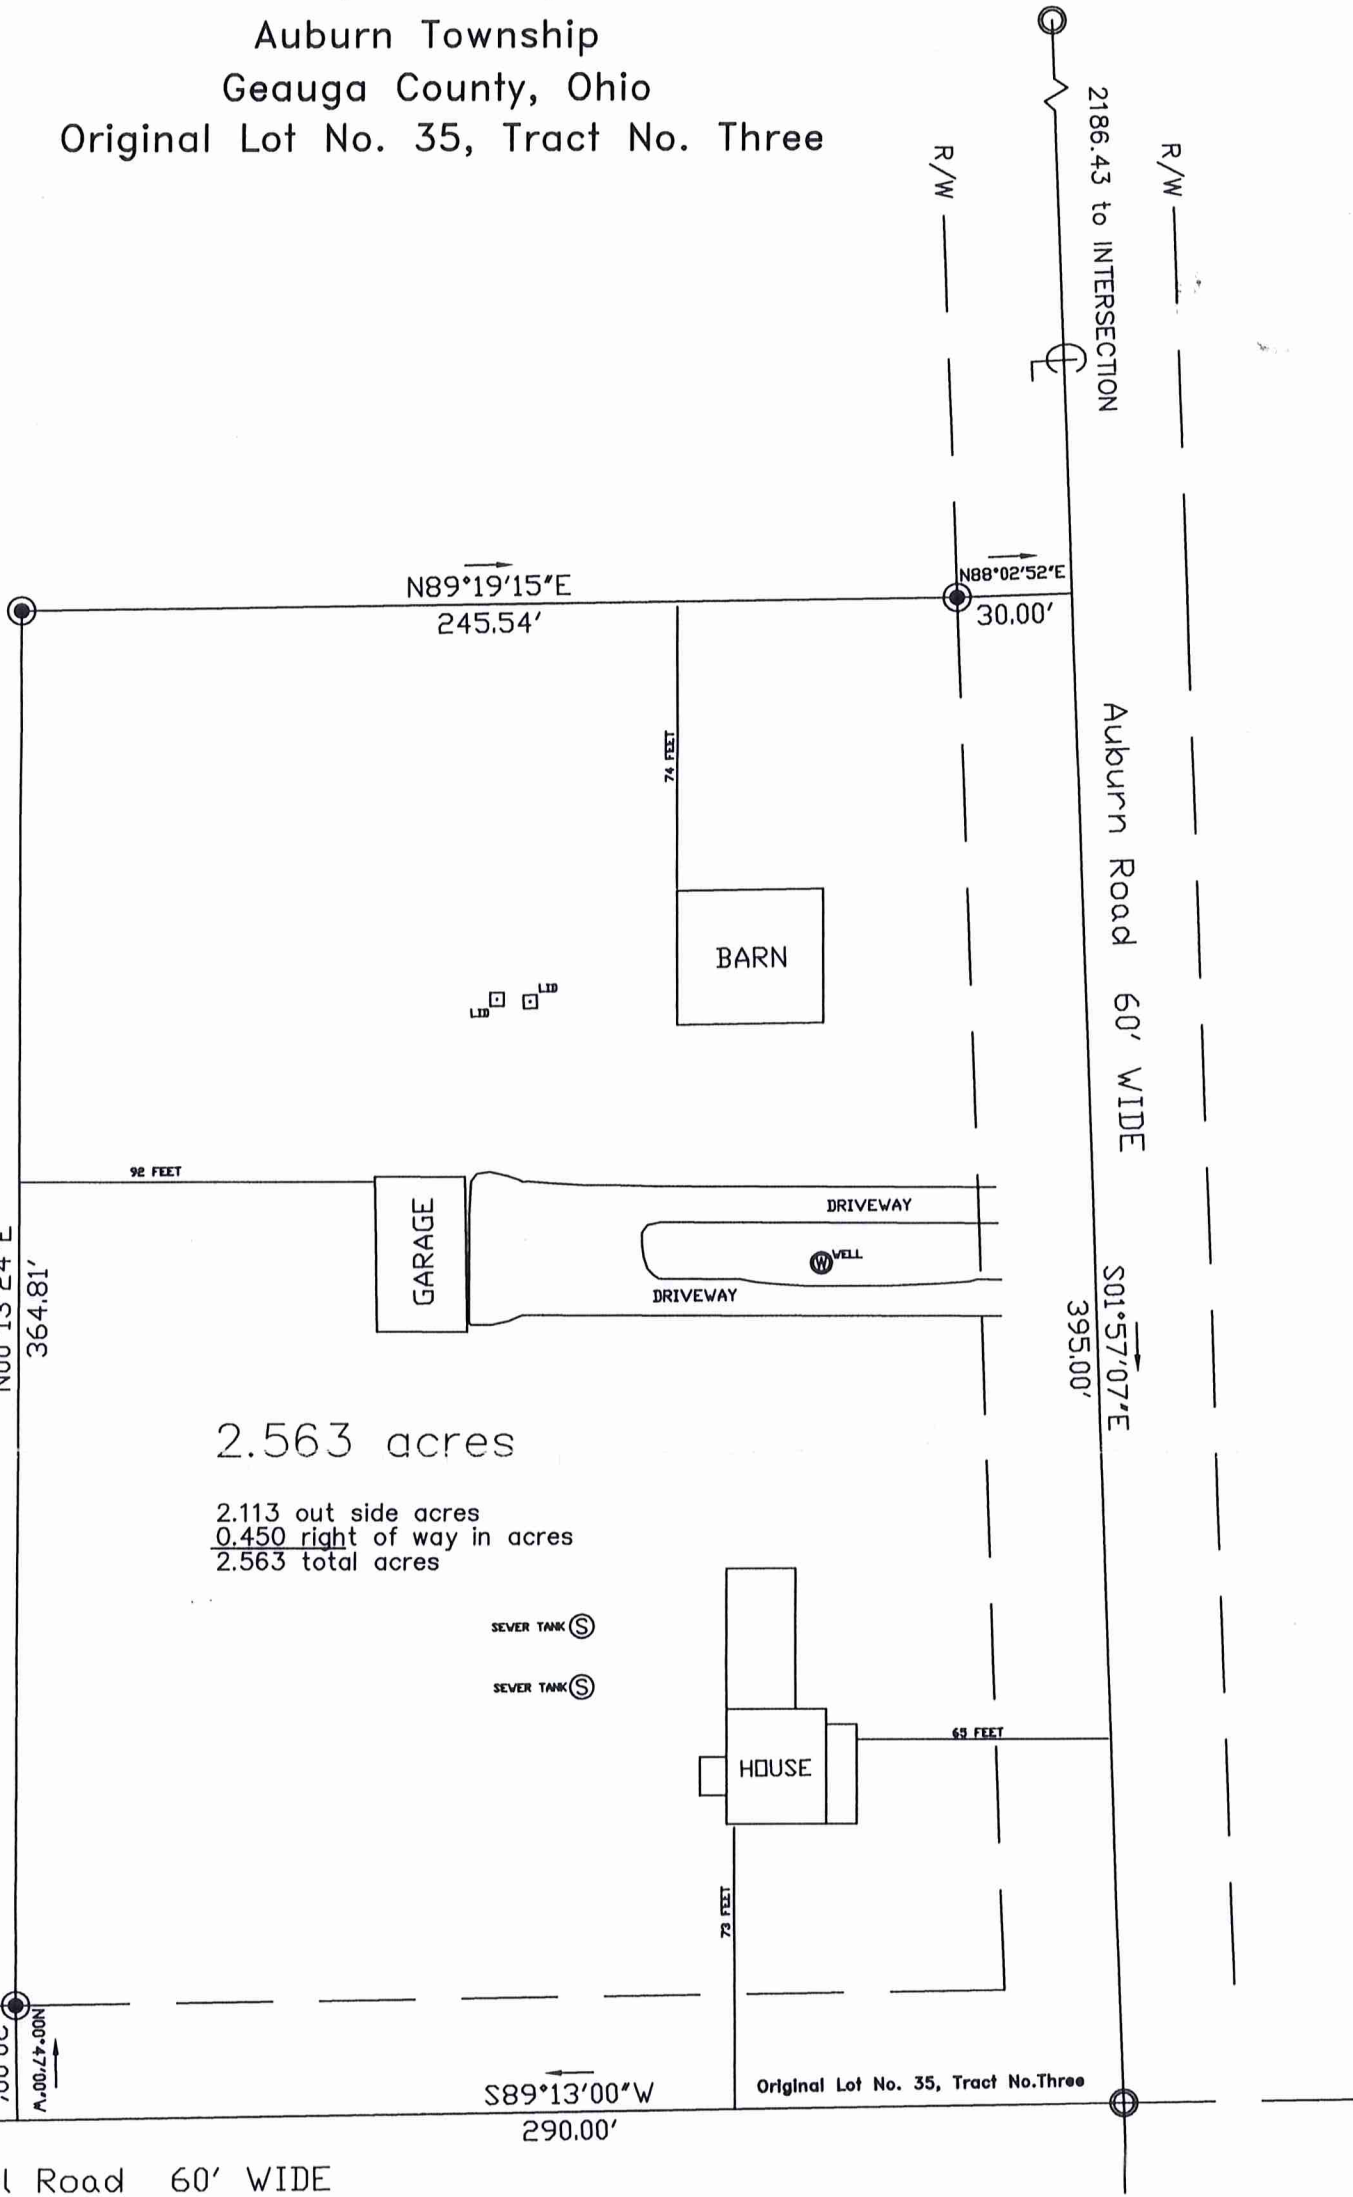 Auburn Township
Geauga County, Ohio
Original Lot No. 35, Tract No. Three
R/W
2186.43 to INTERSECTION
R/W
N89°19'15"E
245.54'
N88°02'52"E
30.00'
74 FEET
Auburn Road 60' WIDE
BARN
LID
LID
92 FEET
GARAGE
DRIVEWAY
WELL
W
DRIVEWAY
364.81'
S01°57'07"E
395.00'
2.563 acres
2.113 out side acres
0.450 right of way in acres
2.563 total acres
SEVER TANK S
SEVER TANK S
65 FEET
HOUSE
73 FEET
N00°47'00"W
S89°13'00"W
290.00'
Original Lot No. 35, Tract No.Three
Road 60' WIDE